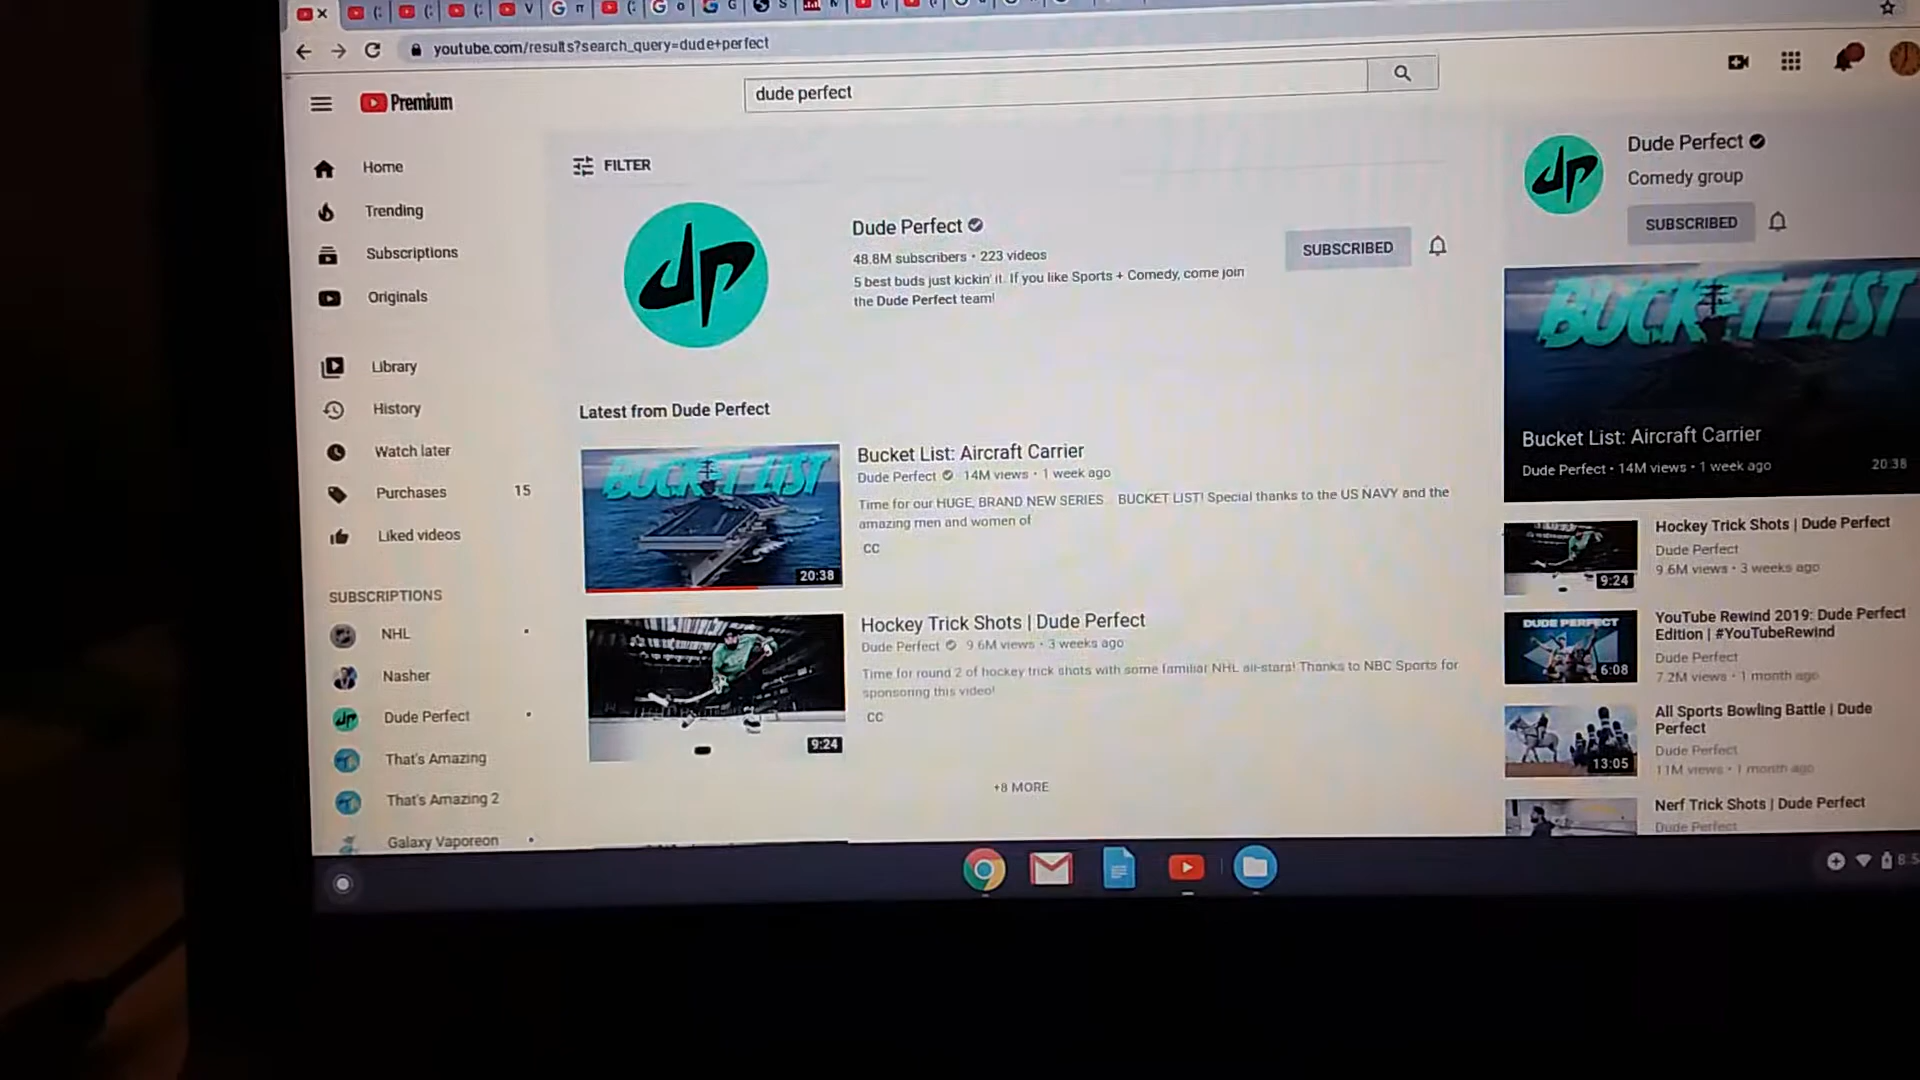 youtube.com/results?search_query=dude+perfect
Premium
dude perfect
Home
Trending
Subscriptions
Originals
Library
History
Watch later
Purchases 15
Liked videos
SUBSCRIPTIONS
NHL
Nasher
Dude Perfect
That's Amazing
That's Amazing 2
Galaxy Vaporeon
FILTER
dp
Dude Perfect
48.8M subscribers • 223 videos
5 best buds just kickin' it. If you like Sports + Comedy, come join
the Dude Perfect team!
SUBSCRIBED
Latest from Dude Perfect
BUCKET LIST
20:38
Bucket List: Aircraft Carrier
Dude Perfect 14M views • 1 week ago
Time for our HUGE, BRAND NEW SERIES BUCKET LIST! Special thanks to the US NAVY and the
amazing men and women of
CC
9:24
Hockey Trick Shots | Dude Perfect
Dude Perfect 9.6M views • 3 weeks ago
Time for round 2 of hockey trick shots with some familiar NHL all-stars! Thanks to NBC Sports for
sponsoring this video!
CC
+8 MORE
dp
Dude Perfect
Comedy group
SUBSCRIBED
BUCKET LIST
Bucket List: Aircraft Carrier
Dude Perfect • 14M views • 1 week ago
20:38
9:24
Hockey Trick Shots | Dude Perfect
Dude Perfect
9.6M views • 3 weeks ago
DUDE PERFECT
6:08
YouTube Rewind 2019: Dude Perfect
Edition | #YouTubeRewind
Dude Perfect
7.2M views • 1 month ago
13:05
All Sports Bowling Battle | Dude
Perfect
Dude Perfect
11M views • 1 month ago
Nerf Trick Shots | Dude Perfect
Dude Perfect